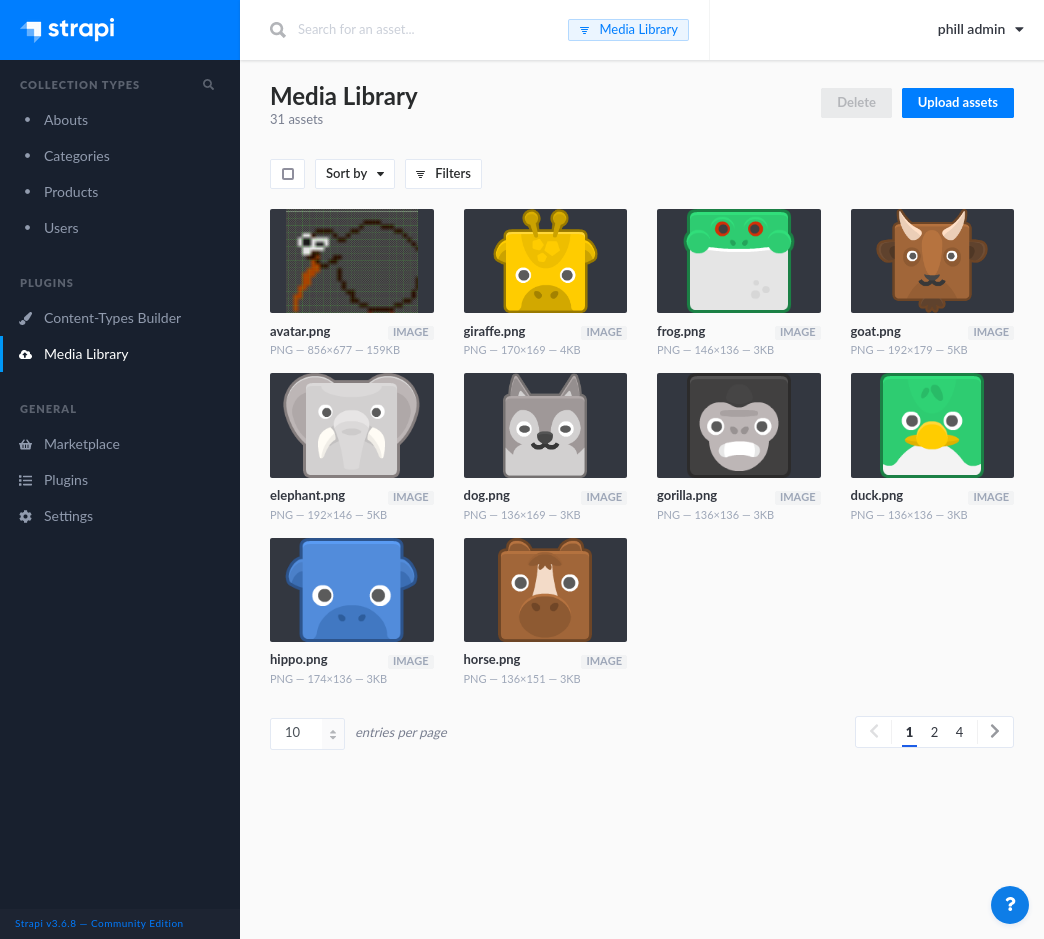 strapi
Search for an asset...
Media Library
phill admin
COLLECTION TYPES
Abouts
Categories
Products
Users
PLUGINS
Content-Types Builder
Media Library
GENERAL
Marketplace
Plugins
Settings
Strapi v3.6.8 — Community Edition
Media Library
31 assets
Delete
Upload assets
Sort by
Filters
avatar.png IMAGE
PNG — 856×677 — 159KB
giraffe.png IMAGE
PNG — 170×169 — 4KB
frog.png IMAGE
PNG — 146×136 — 3KB
goat.png IMAGE
PNG — 192×179 — 5KB
elephant.png IMAGE
PNG — 192×146 — 5KB
dog.png IMAGE
PNG — 136×169 — 3KB
gorilla.png IMAGE
PNG — 136×136 — 3KB
duck.png IMAGE
PNG — 136×136 — 3KB
hippo.png IMAGE
PNG — 174×136 — 3KB
horse.png IMAGE
PNG — 136×151 — 3KB
10 entries per page
1 2 4
?